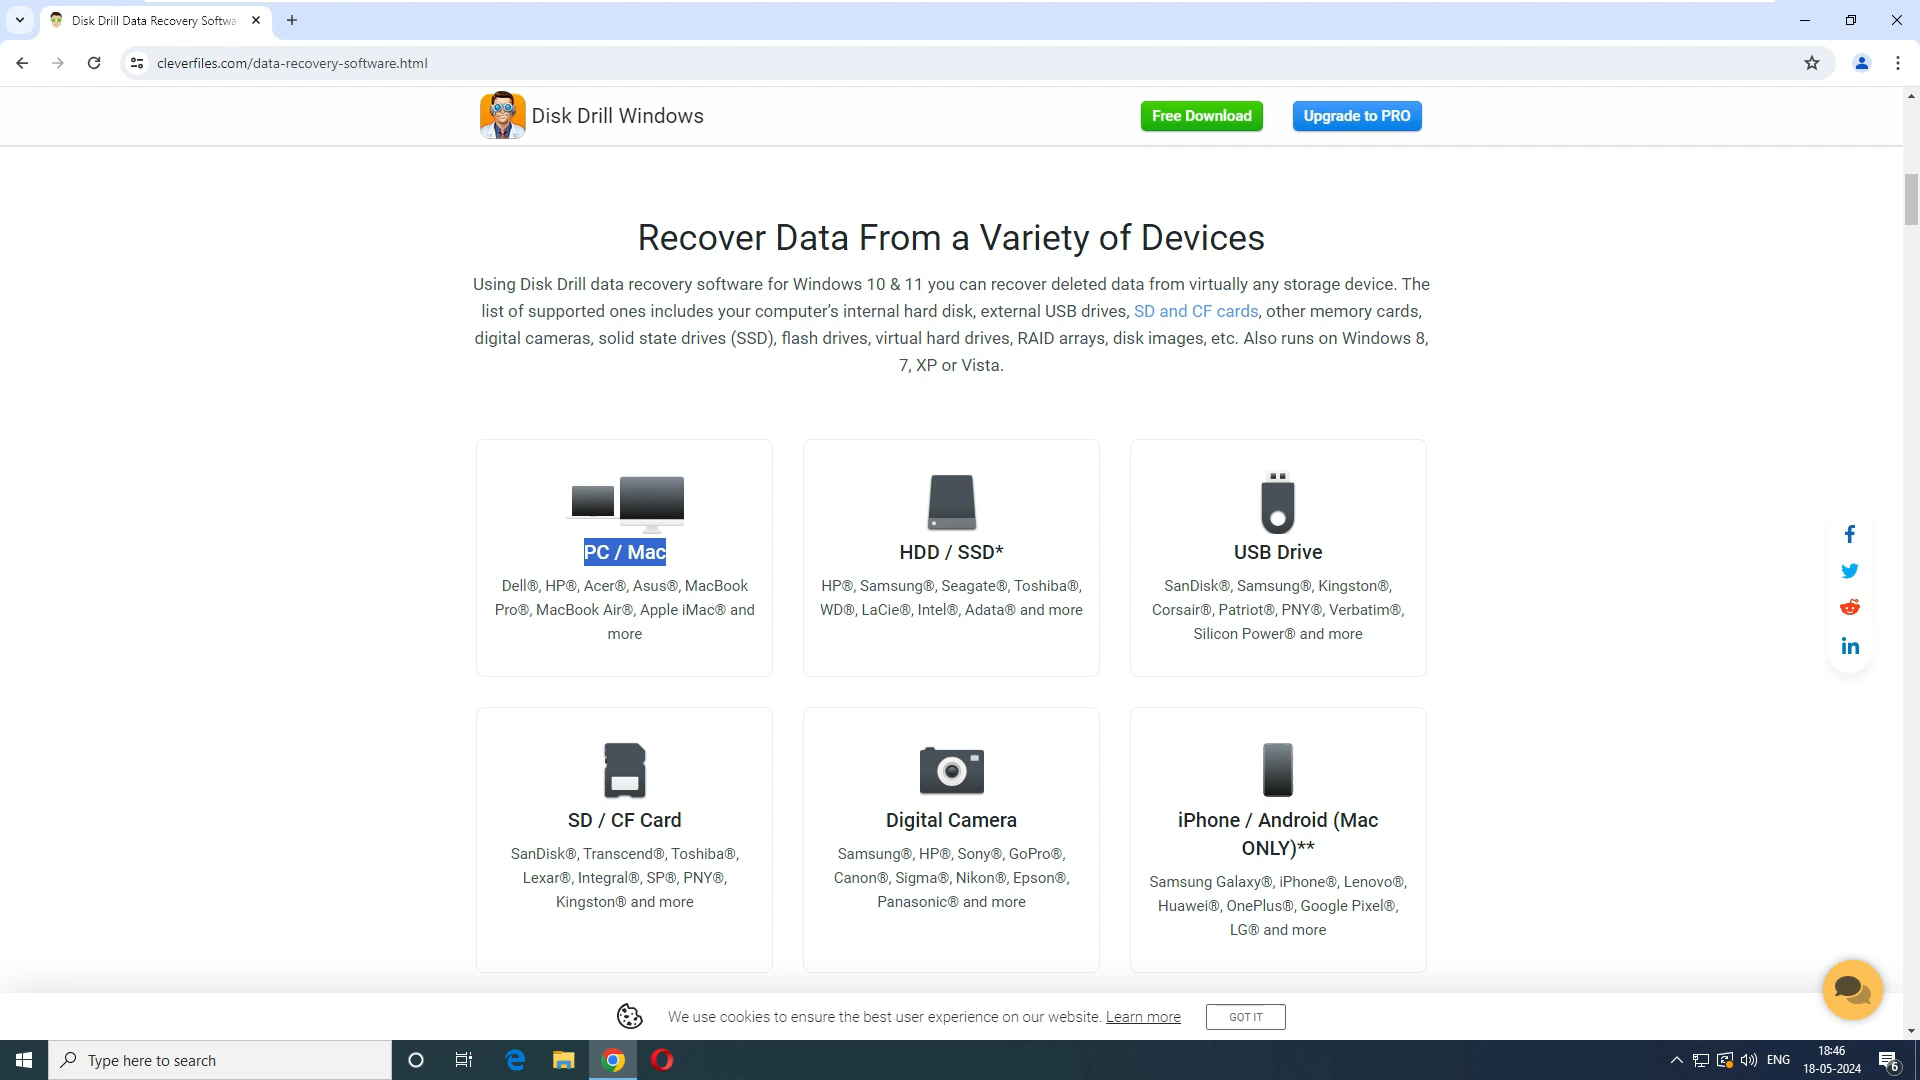 Disk Drill Data Recovery Softwa
cleverfiles.com/data-recovery-software.html
Disk Drill Windows
Free Download
Upgrade to PRO
Recover Data From a Variety of Devices
Using Disk Drill data recovery software for Windows 10 & 11 you can recover deleted data from virtually any storage device. The
list of supported ones includes your computer’s internal hard disk, external USB drives, SD and CF cards, other memory cards,
digital cameras, solid state drives (SSD), flash drives, virtual hard drives, RAID arrays, disk images, etc. Also runs on Windows 8,
7, XP or Vista.
PC / Mac
Dell®, HP®, Acer®, Asus®, MacBook
Pro®, MacBook Air®, Apple iMac® and
more
HDD / SSD*
HP®, Samsung®, Seagate®, Toshiba®,
WD®, LaCie®, Intel®, Adata® and more
USB Drive
SanDisk®, Samsung®, Kingston®,
Corsair®, Patriot®, PNY®, Verbatim®,
Silicon Power® and more
SD / CF Card
SanDisk®, Transcend®, Toshiba®,
Lexar®, Integral®, SP®, PNY®,
Kingston® and more
Digital Camera
Samsung®, HP®, Sony®, GoPro®,
Canon®, Sigma®, Nikon®, Epson®,
Panasonic® and more
iPhone / Android (Mac
ONLY)**
Samsung Galaxy®, iPhone®, Lenovo®,
Huawei®, OnePlus®, Google Pixel®,
LG® and more
We use cookies to ensure the best user experience on our website. Learn more
GOT IT
Type here to search
ENG
18:46
18-05-2024
6